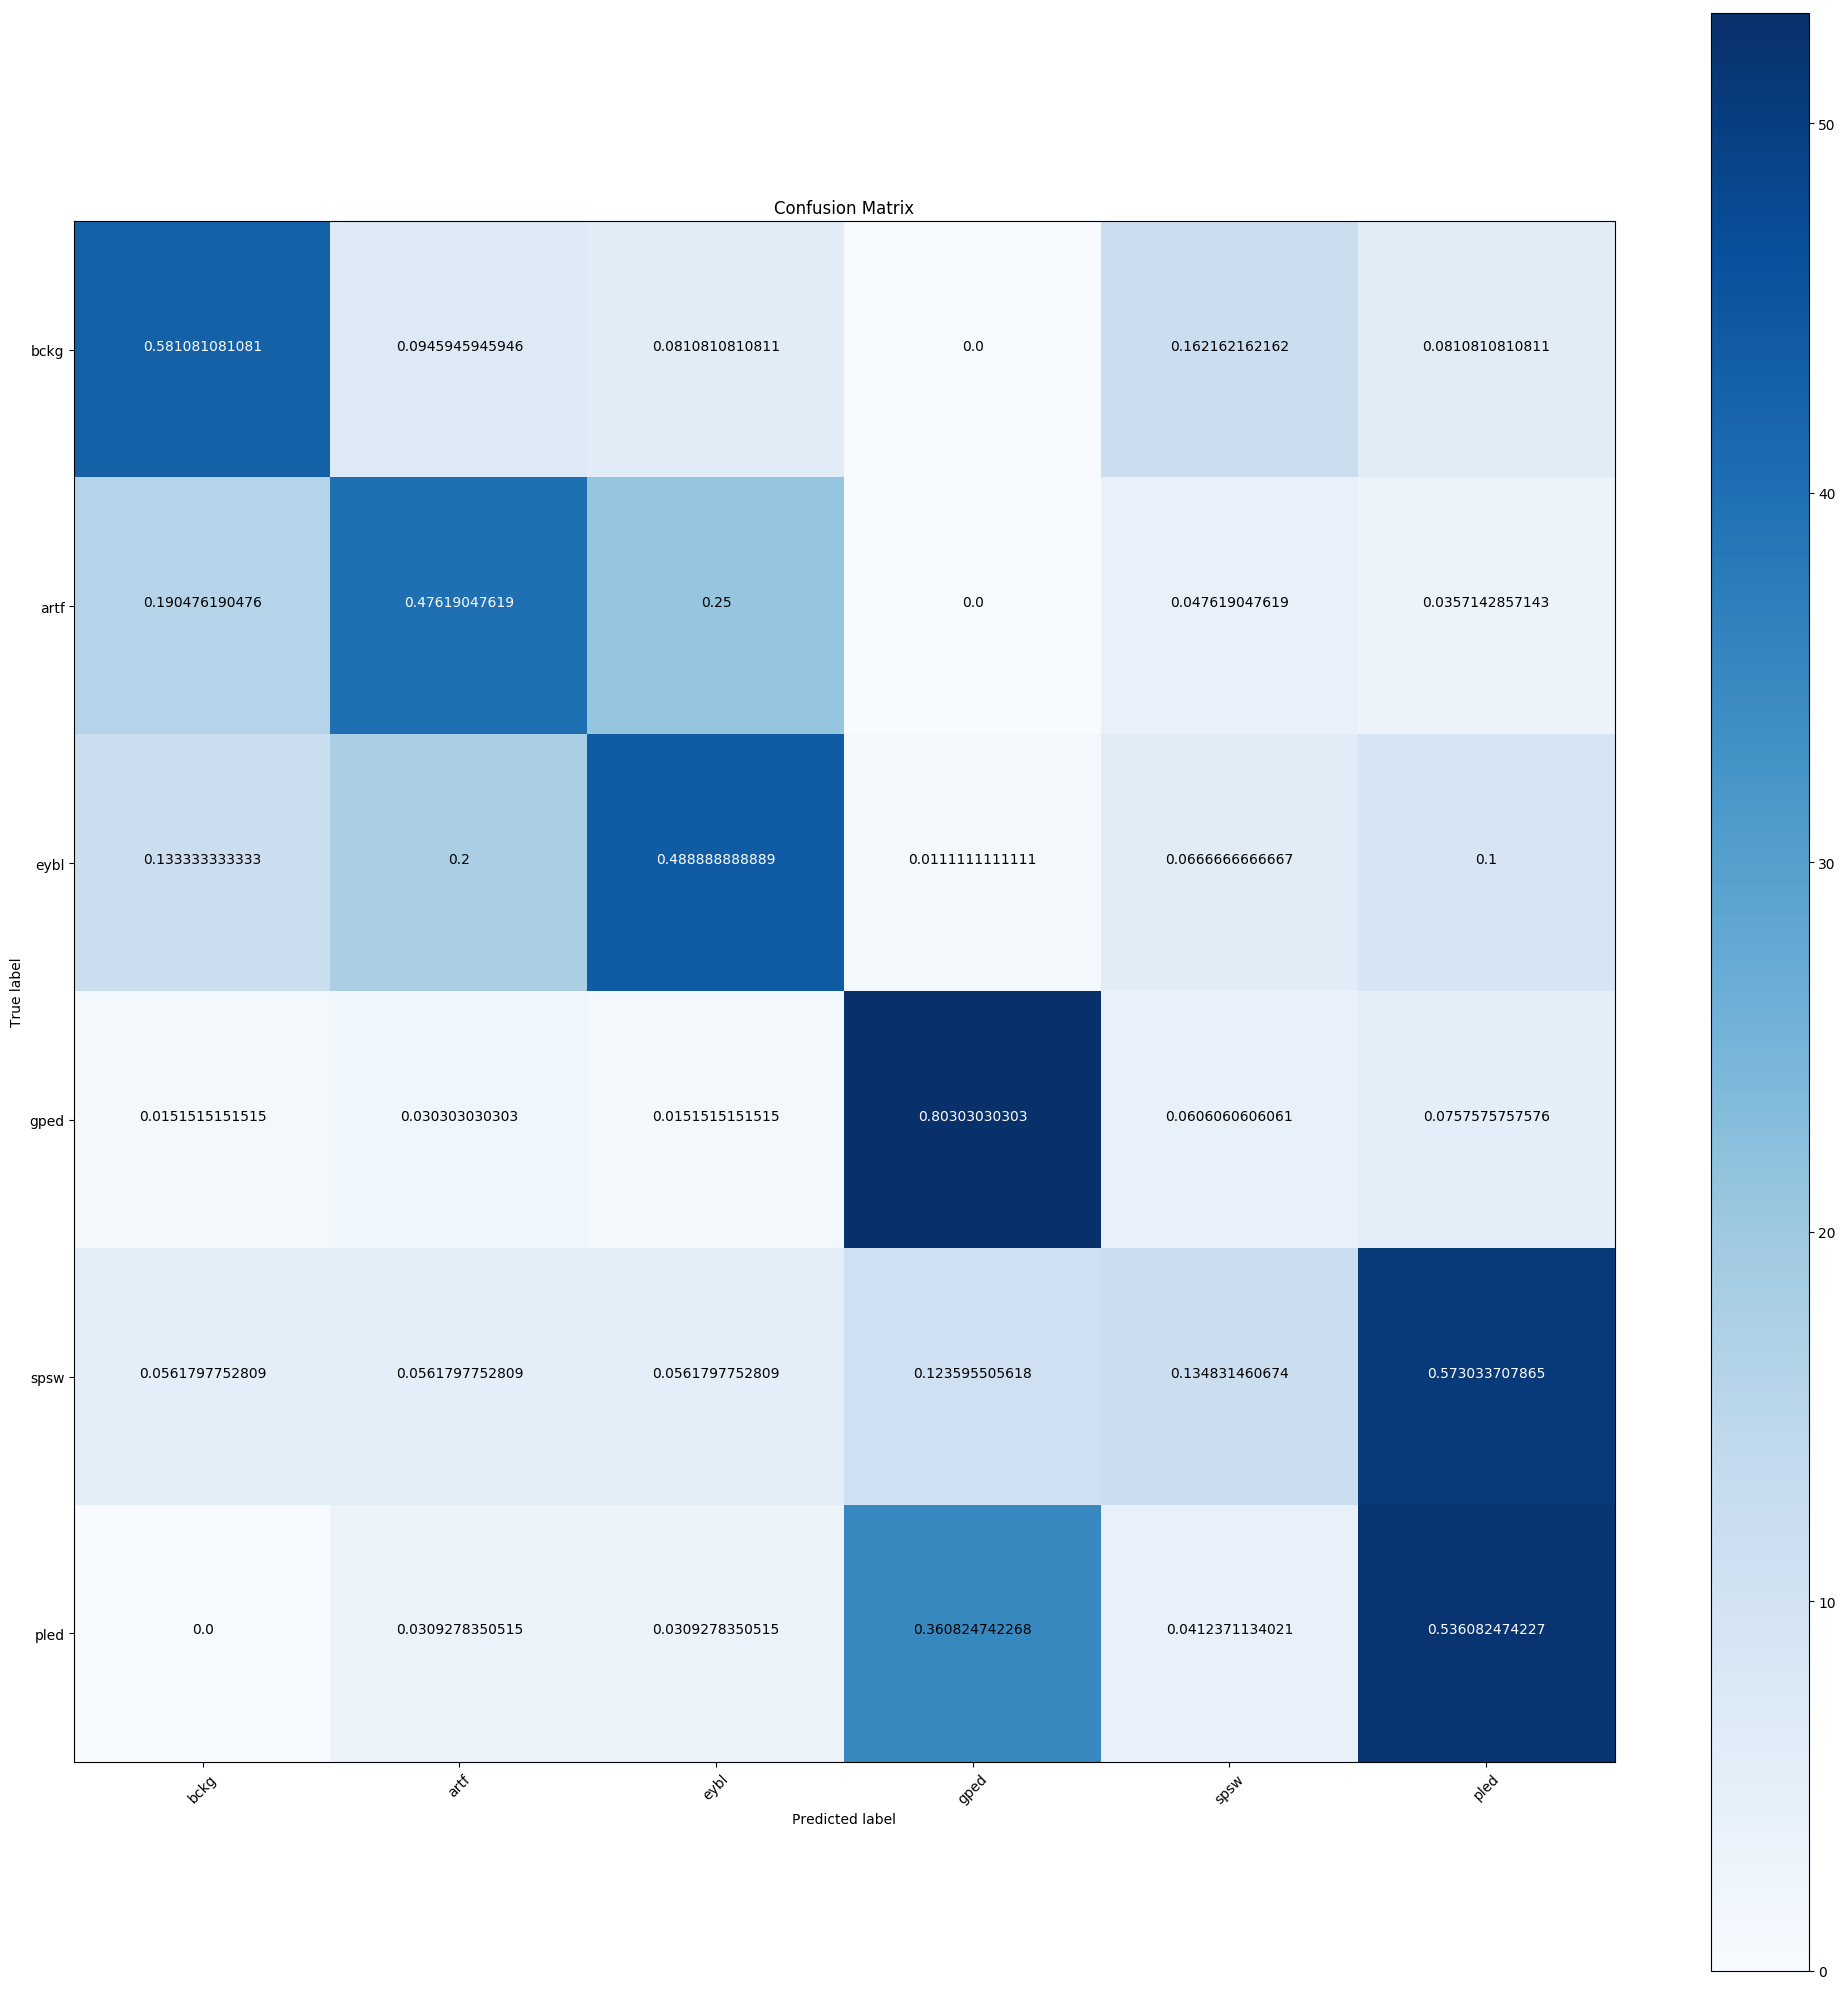 Confusion Matrix
bckg 0.581081081081 0.0945945945946 0.0810810810811 0.0 0.162162162162 0.0810810810811
artf 0.190476190476 0.47619047619 0.25 0.0 0.047619047619 0.0357142857143
eybl 0.133333333333 0.2 0.488888888889 0.0111111111111 0.0666666666667 0.1
gped 0.0151515151515 0.030303030303 0.0151515151515 0.80303030303 0.0606060606061 0.0757575757576
spsw 0.0561797752809 0.0561797752809 0.0561797752809 0.123595505618 0.134831460674 0.573033707865
pled 0.0 0.0309278350515 0.0309278350515 0.360824742268 0.0412371134021 0.536082474227
bckg artf eybl gped spsw pled
Predicted label
True label
50
40
30
20
10
0